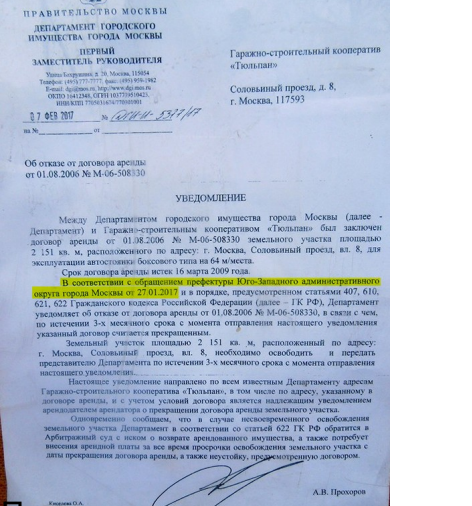 ПРАВИТЕЛЬСТВО МОСКВЫ
ДЕПАРТАМЕНТ ГОРОДСКОГО
ИМУЩЕСТВА ГОРОДА МОСКВЫ
ПЕРВЫЙ
ЗАМЕСТИТЕЛЬ РУКОВОДИТЕЛЯ
Гаражно-строительный кооператив
«Тюльпан»
Соловьиный проезд, д. 8,
г. Москва, 117593
07 ФЕВ 2017 №
на № от
Об отказе от договора аренды
от 01.08.2006 № М-06-508330
УВЕДОМЛЕНИЕ
Между Департаментом городского имущества города Москвы (далее -
Департамент) и Гаражно-строительным кооперативом «Тюльпан» был заключен
договор аренды от 01.08.2006 № М-06-508330 земельного участка площадью
2 151 кв. м, расположенного по адресу: г. Москва, Соловьиный проезд, вл. 8,
для эксплуатации автостоянки боксового типа на 64 м/места.
Срок договора аренды истек 16 марта 2009 года.
В соответствии с обращением префектуры Юго-Западного административного
округа города Москвы от 27.01.2017 и в порядке, предусмотренном статьями 407, 610,
621, 622 Гражданского кодекса Российской Федерации (далее – ГК РФ), Департамент
уведомляет об отказе от договора аренды от 01.08.2006 № М-06-508330, в связи с чем,
по истечении 3-х месячного срока с момента отправления настоящего уведомления
указанный договор считается прекращенным.
Земельный участок площадью 2 151 кв. м, расположенный по адресу:
г. Москва, Соловьиный проезд, вл. 8, необходимо освободить и передать
представителю Департамента по истечении 3-х месячного срока с момента отправления
настоящего уведомления.
Настоящее уведомление направлено по всем известным Департаменту адресам
Гаражно-строительного кооператива «Тюльпан», в том числе по адресу, указанному в
договоре аренды, и с учетом условий договора является надлежащим уведомлением
арендодателем арендатора о прекращении договора аренды земельного участка.
Одновременно сообщаем, что в случае несвоевременного освобождения
земельного участка Департамент в соответствии со статьей 622 ГК РФ обратится в
Арбитражный суд с иском о возврате арендованного имущества, а также потребует
внесения арендной платы за все время просрочки освобождения земельного участка с
даты прекращения договора аренды, а также неустойку, предусмотренную договором.
А.В. Прохоров